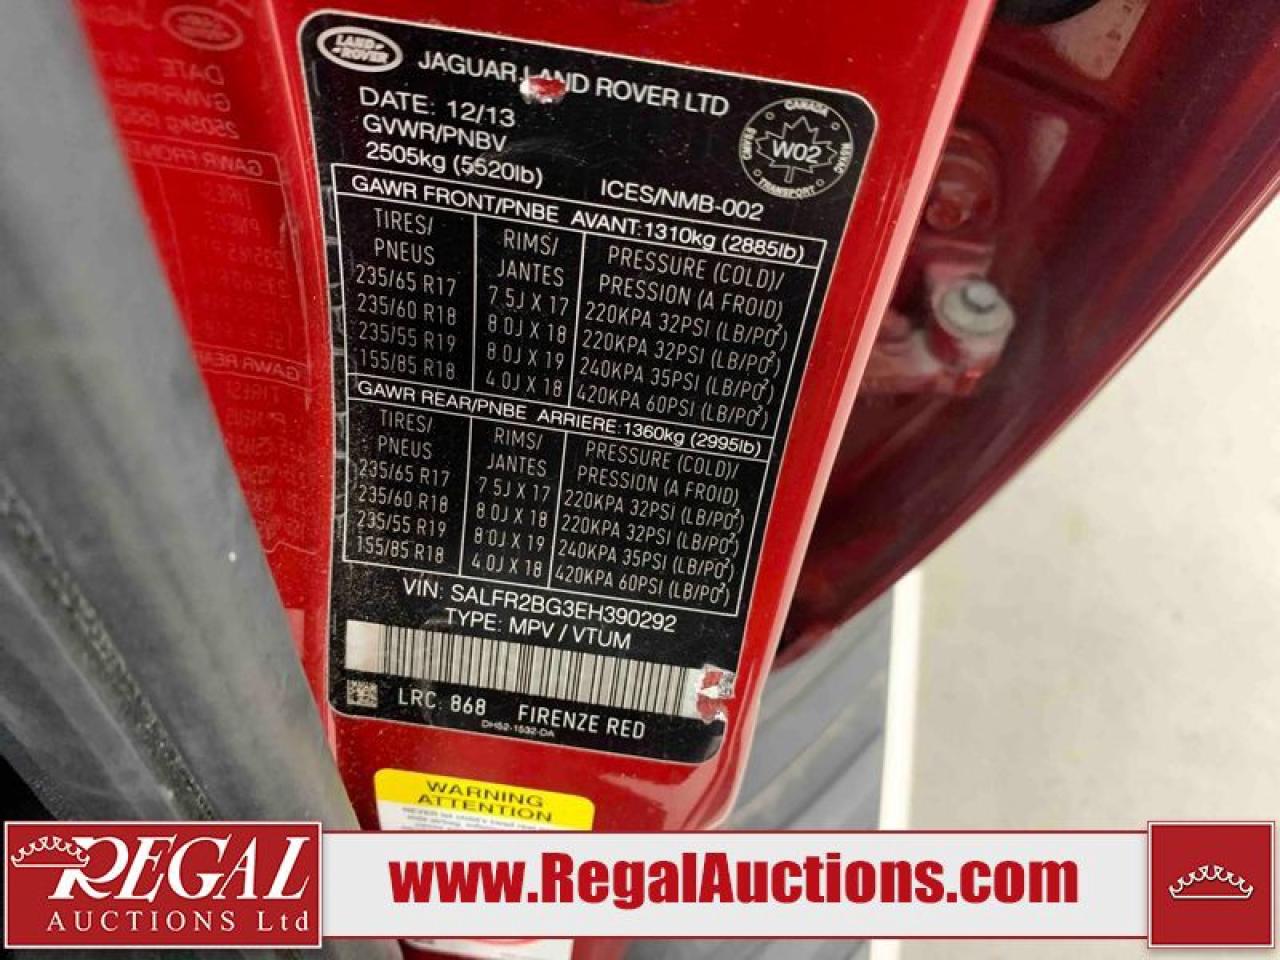 LAND
ROVER
JAGUAR LAND ROVER LTD
DATE: 12/13
GVWR/PNBV
2505kg (5520lb)
ICES/NMB-002
CANADA
W02
TRANSPORT
GAWR FRONT/PNBE AVANT:1310kg (2885lb)
TIRES/ PNEUS RIMS/ JANTES PRESSURE (COLD)/ PRESSION (A FROID)
235/65 R17 7.5J X 17 220KPA 32PSI (LB/PO²)
235/60 R18 8.0J X 18 220KPA 32PSI (LB/PO²)
235/55 R19 8.0J X 19 240KPA 35PSI (LB/PO²)
155/85 R18 4.0J X 18 420KPA 60PSI (LB/PO²)
GAWR REAR/PNBE ARRIERE:1360kg (2995lb)
TIRES/ PNEUS RIMS/ JANTES PRESSURE (COLD)/ PRESSION (A FROID)
235/65 R17 7.5J X 17 220KPA 32PSI (LB/PO²)
235/60 R18 8.0J X 18 220KPA 32PSI (LB/PO²)
235/55 R19 8.0J X 19 240KPA 35PSI (LB/PO²)
155/85 R18 4.0J X 18 420KPA 60PSI (LB/PO²)
VIN: SALFR2BG3EH390292
TYPE: MPV / VTUM
LRC: 868 FIRENZE RED
DH52-1532-DA
WARNING
ATTENTION
REGAL
AUCTIONS Ltd
www.RegalAuctions.com